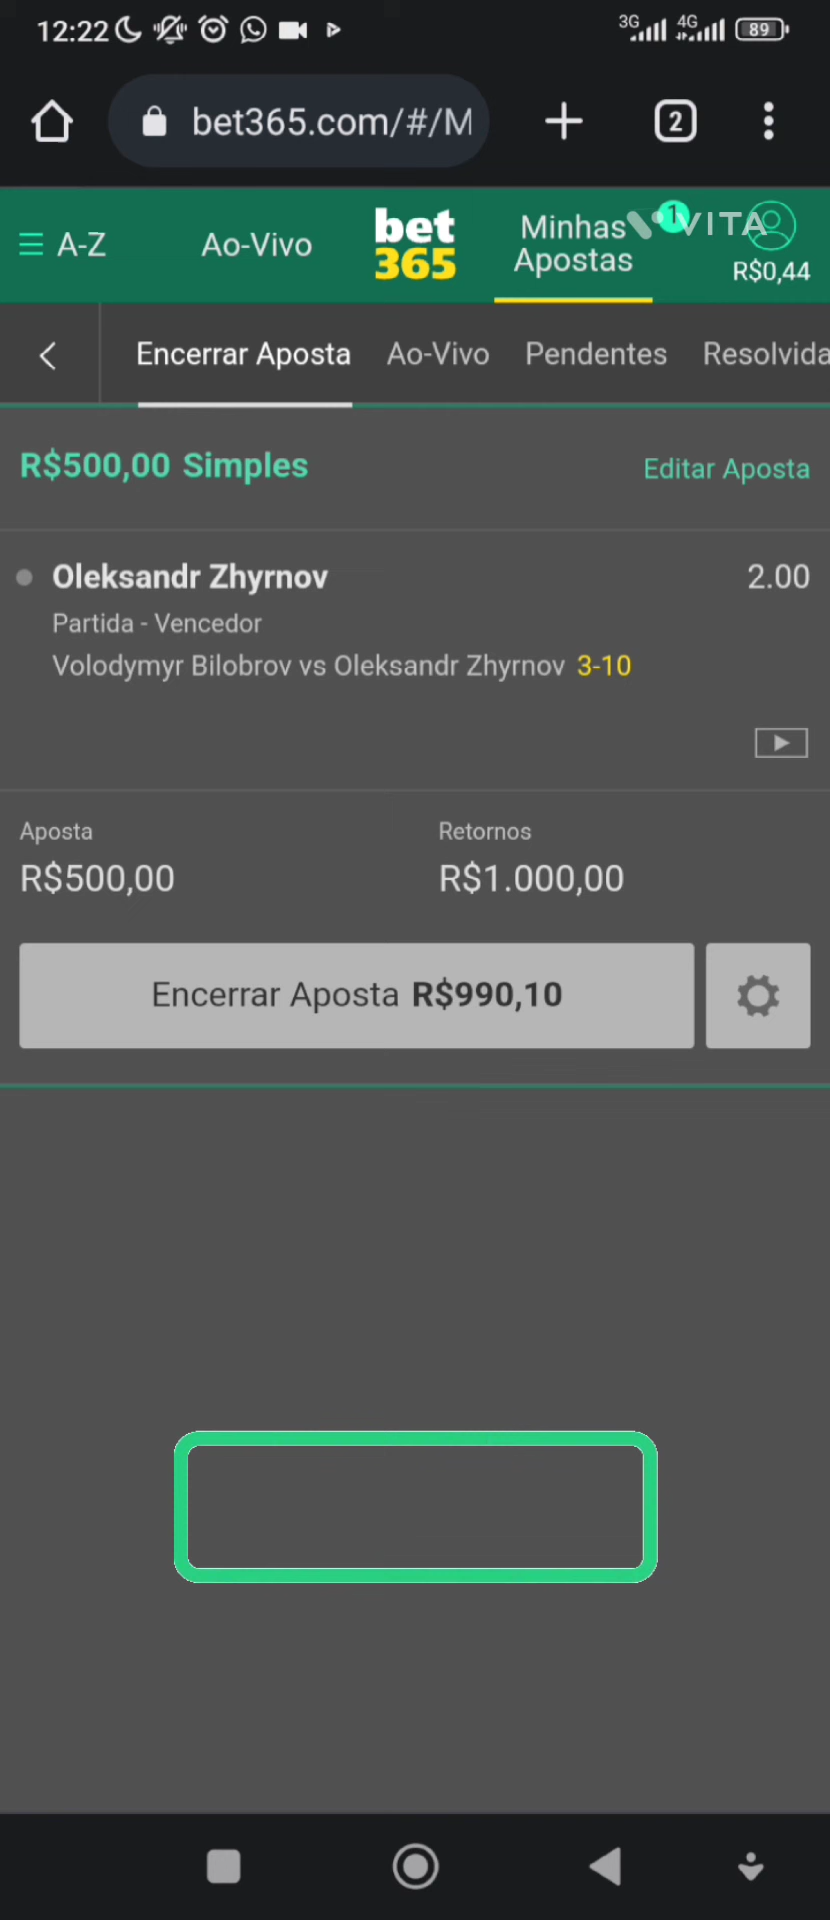 12:22
3G 4G 89
bet365.com/#/M 2
A-Z Ao-Vivo bet365 Minhas Apostas 1 VITA
R$0,44
Encerrar Aposta Ao-Vivo Pendentes Resolvida
R$500,00 Simples Editar Aposta
Oleksandr Zhyrnov 2.00
Partida - Vencedor
Volodymyr Bilobrov vs Oleksandr Zhyrnov 3-10
Aposta Retornos
R$500,00 R$1.000,00
Encerrar Aposta R$990,10